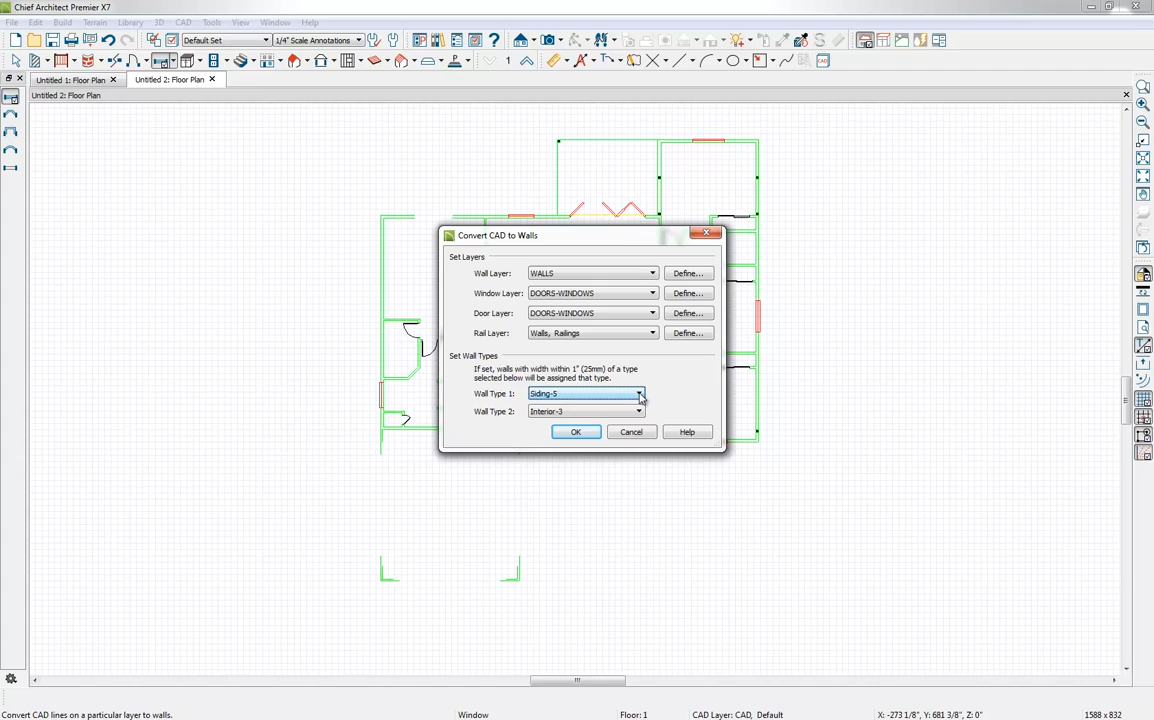 Chief Architect Premier X7
File Edit Build Terrain Library 3D CAD Tools Window Help
Default Set 1/4" Scale Annotations
1
CAD
Untitled 1: Floor Plan Untitled 2: Floor Plan
Untitled 2: Floor Plan
Convert CAD to Walls
Set Layers
Wall Layer: WALLS Define...
Window Layer: DOORS-WINDOWS Define...
Door Layer: DOORS-WINDOWS Define...
Rail Layer: Walls, Railings Define...
Set Wall Types
If set, walls with width within 1" (25mm) of a type
selected below will be assigned that type.
Wall Type 1: Siding-5
Wall Type 2: Interior-3
OK Cancel Help
Convert CAD lines on a particular layer to walls. Window Floor: 1 CAD Layer: CAD, Default X: -273 1/8", Y: 681 3/8", Z: 0" 1588 x 832